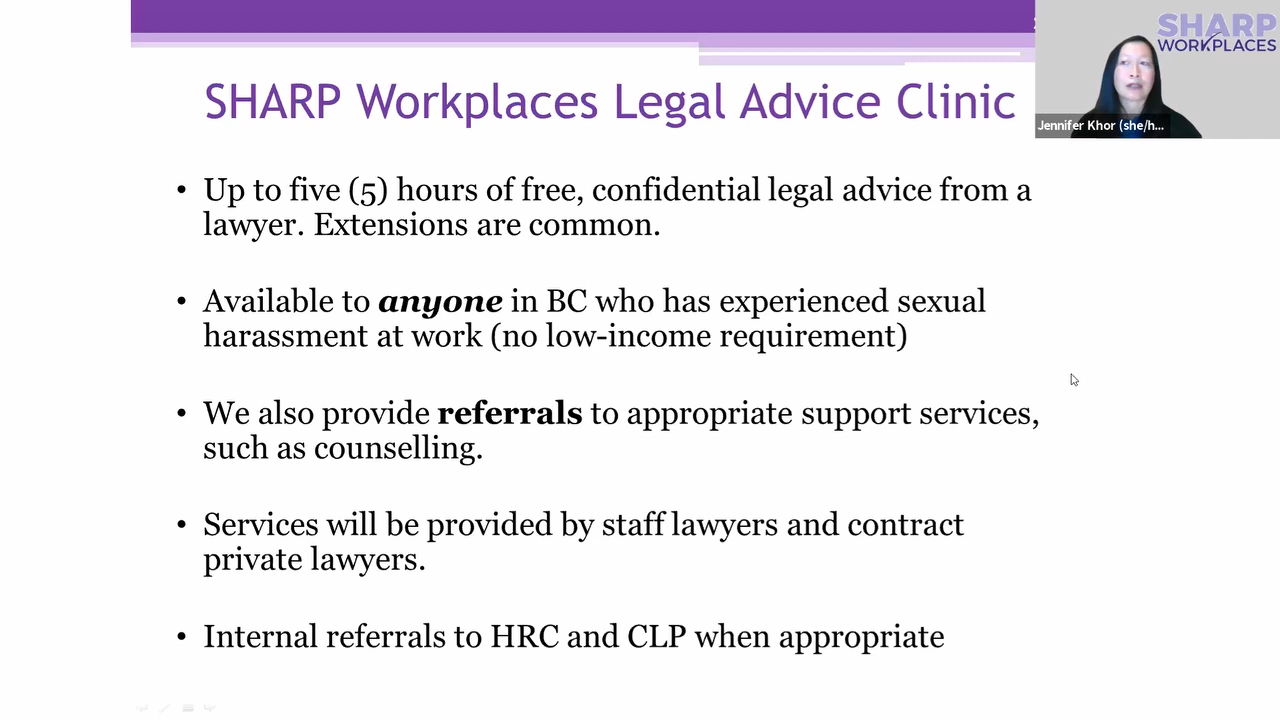 SHARP
WORKPLACES
Jennifer Khor (she/h...
SHARP Workplaces Legal Advice Clinic
• Up to five (5) hours of free, confidential legal advice from a
lawyer. Extensions are common.
• Available to anyone in BC who has experienced sexual
harassment at work (no low-income requirement)
• We also provide referrals to appropriate support services,
such as counselling.
• Services will be provided by staff lawyers and contract
private lawyers.
• Internal referrals to HRC and CLP when appropriate